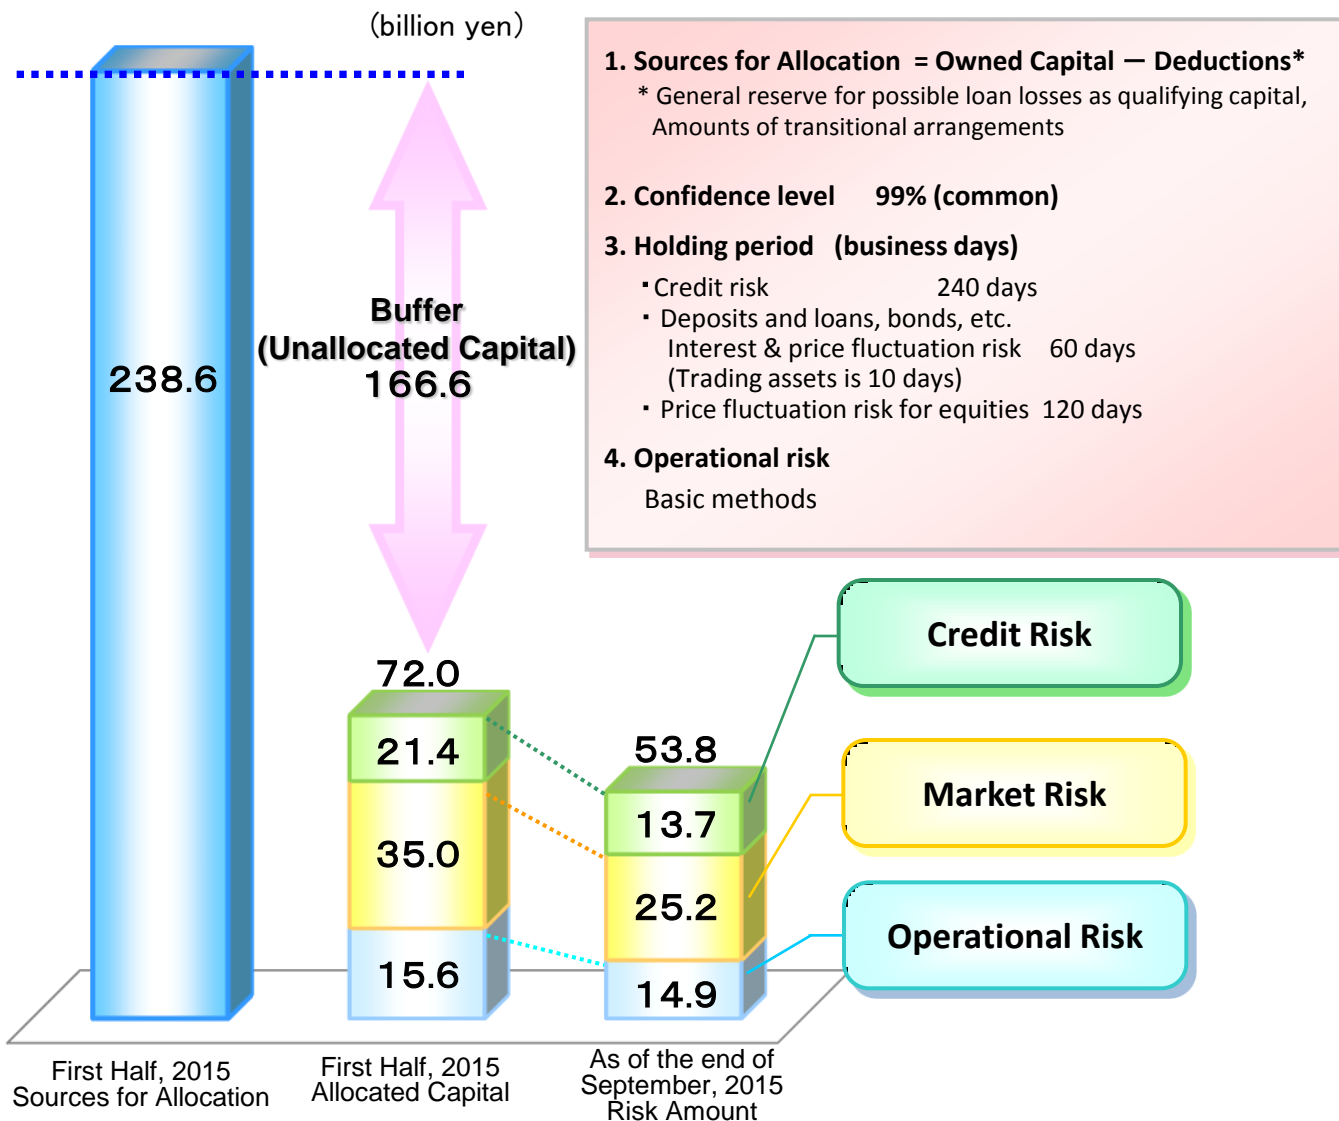 (billion yen)
1. Sources for Allocation = Owned Capital — Deductions*
* General reserve for possible loan losses as qualifying capital,
Amounts of transitional arrangements
2. Confidence level 99% (common)
3. Holding period (business days)
・Credit risk 240 days
・Deposits and loans, bonds, etc.
Interest & price fluctuation risk 60 days
(Trading assets is 10 days)
・Price fluctuation risk for equities 120 days
4. Operational risk
Basic methods
Buffer
(Unallocated Capital)
166.6
238.6
72.0
21.4
35.0
15.6
53.8
13.7
25.2
14.9
Credit Risk
Market Risk
Operational Risk
First Half, 2015
Sources for Allocation
First Half, 2015
Allocated Capital
As of the end of
September, 2015
Risk Amount